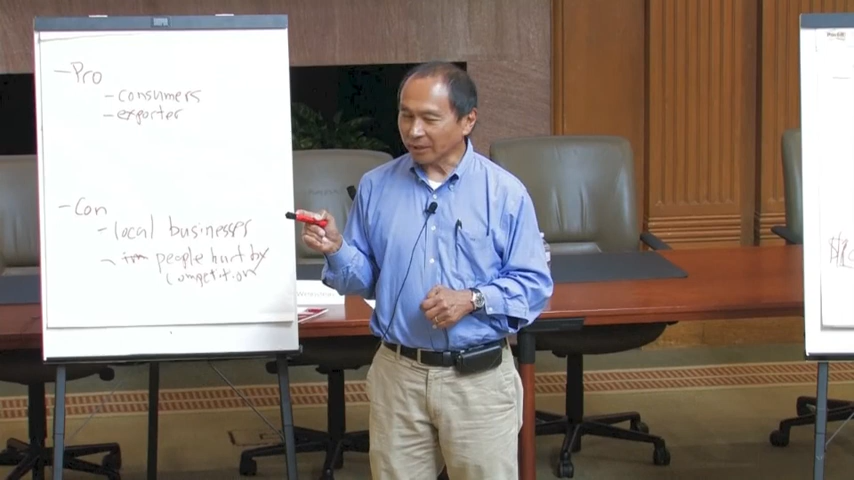 - Pro
- consumers
- exporter
- Con
- local businesses
- people hurt by
competition